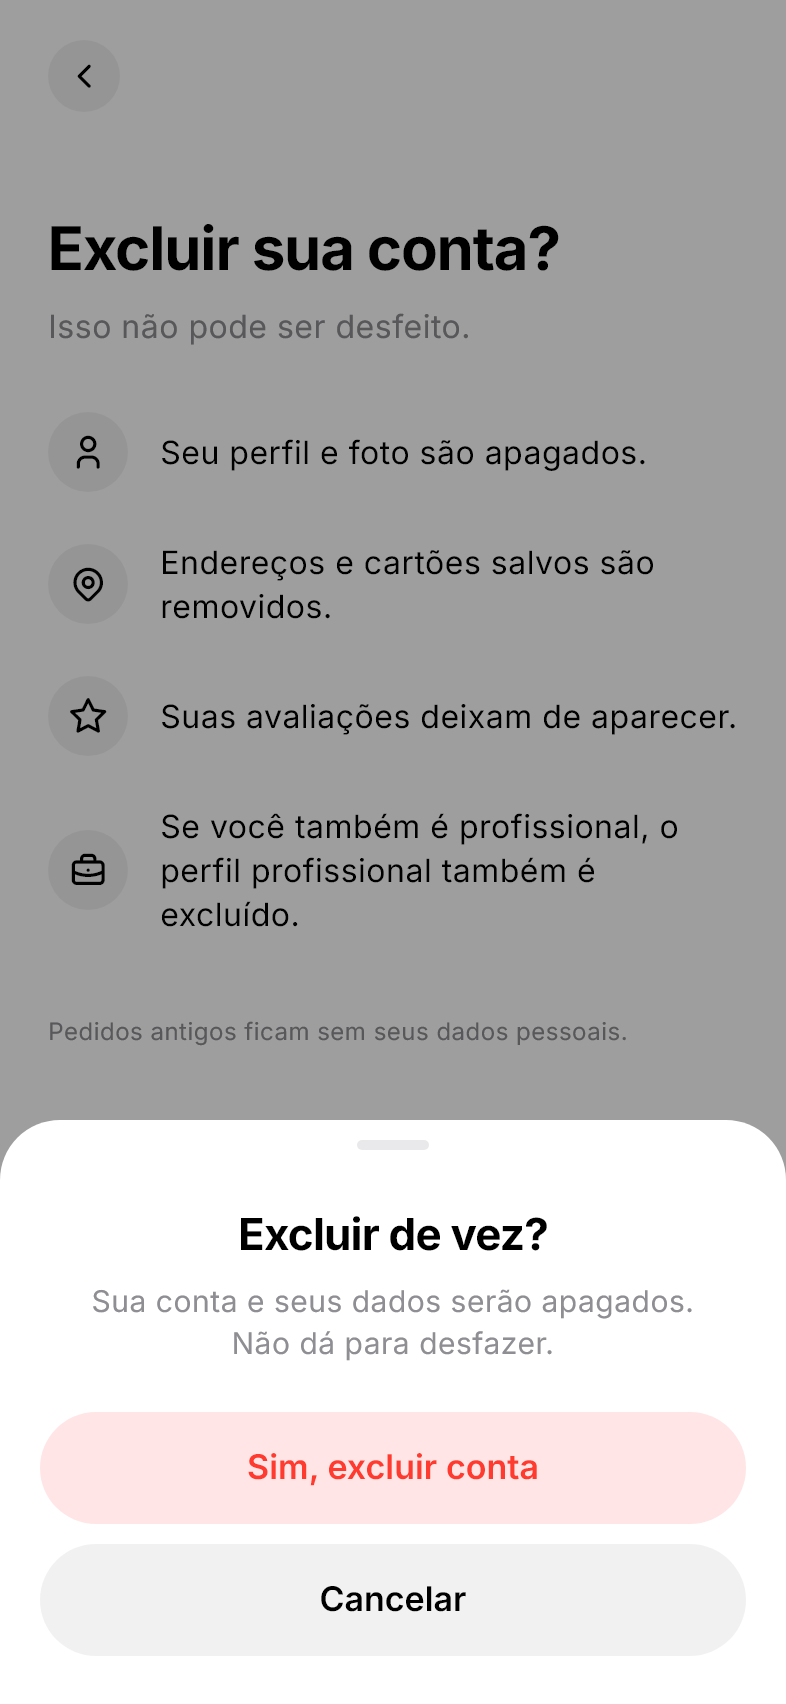 Excluir sua conta?
Isso não pode ser desfeito.
Seu perfil e foto são apagados.
Endereços e cartões salvos são
removidos.
Suas avaliações deixam de aparecer.
Se você também é profissional, o
perfil profissional também é
excluído.
Pedidos antigos ficam sem seus dados pessoais.
Excluir de vez?
Sua conta e seus dados serão apagados.
Não dá para desfazer.
Sim, excluir conta
Cancelar